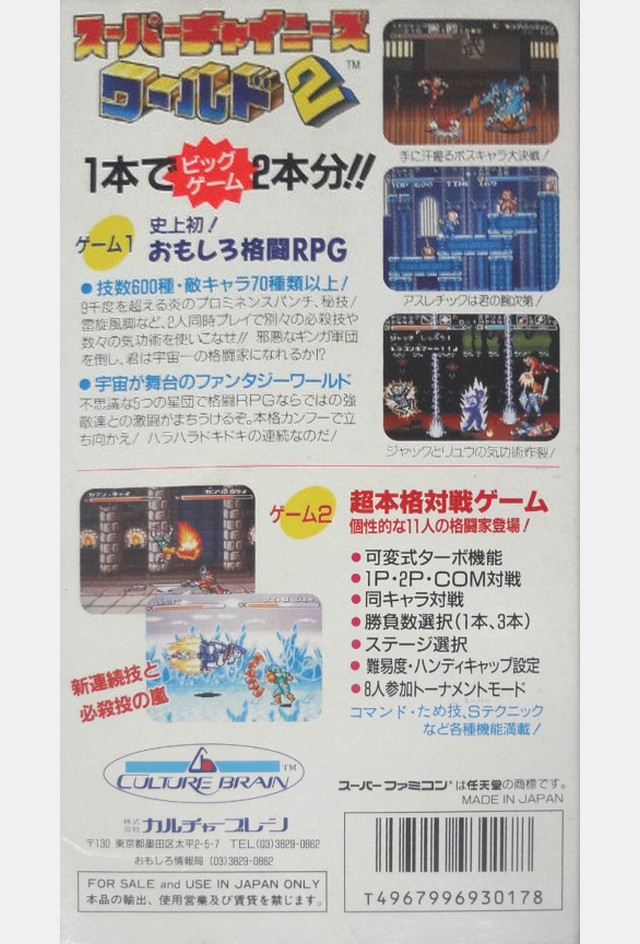 スーパーチャイニーズ
ワールド2™
1本でビッグゲーム2本分!!
手に汗握るボスキャラ大決戦!
ゲーム1
史上初!
おもしろ格闘RPG
TOP 600 TIME 169
アスレチックは君の腕次第!
●技数600種・敵キャラ70種類以上!
9千度を超える炎のプロミネンスパンチ、秘技!
雷旋風脚など、2人同時プレイで別々の必殺技や
数々の気功術を使いこなせ!! 邪悪なギンガ軍団
を倒し、君は宇宙一の格闘家になれるか!?
●宇宙が舞台のファンタジーワールド
不思議な5つの星団で格闘RPGならではの強
敵達との激闘がまちうけるぞ。本格カンフーで立
ち向かえ! ハラハラドキドキの連続なのだ!
ジャックとリュウの気功術炸裂!
ゲーム2
超本格対戦ゲーム
個性的な11人の格闘家登場!
●可変式ターボ機能
●1P・2P・COM対戦
●同キャラ対戦
●勝負数選択(1本、3本)
●ステージ選択
●難易度・ハンディキャップ設定
●8人参加トーナメントモード
コマンド・ため技、Sテクニック
など各種機能満載!
新連続技と
必殺投の嵐
CULTURE BRAIN™
株式会社カルチャーブレーン
〒130 東京都墨田区太平2-5-7 TEL(03)3829-0862
おもしろ情報局 (03)3829-0862
FOR SALE and USE IN JAPAN ONLY
本品の輸出、使用営業及び賃貸を禁じます。
スーパーファミコン®は任天堂の商標です。
MADE IN JAPAN
T4967996930178